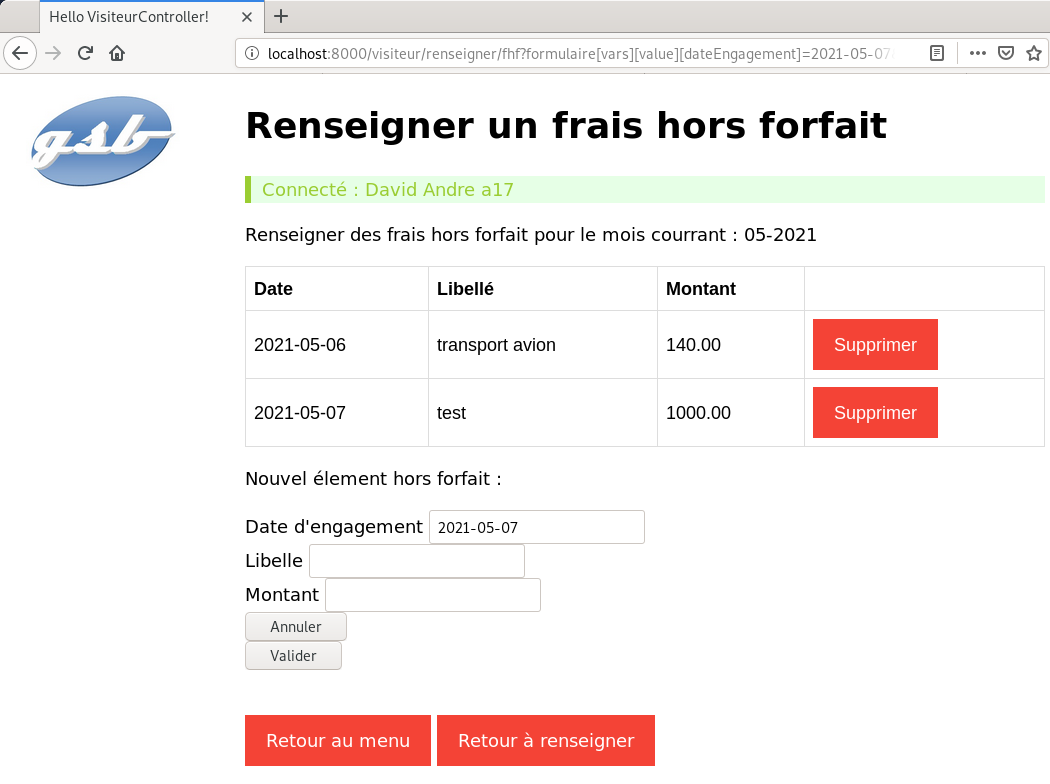 Hello VisiteurController!
localhost:8000/visiteur/renseigner/fhf?formulaire[vars][value][dateEngagement]=2021-05-07
gsb
Renseigner un frais hors forfait
Connecté : David Andre a17
Renseigner des frais hors forfait pour le mois courrant : 05-2021
Date Libellé Montant
2021-05-06 transport avion 140.00 Supprimer
2021-05-07 test 1000.00 Supprimer
Nouvel élement hors forfait :
Date d'engagement 2021-05-07
Libelle
Montant
Annuler
Valider
Retour au menu Retour à renseigner